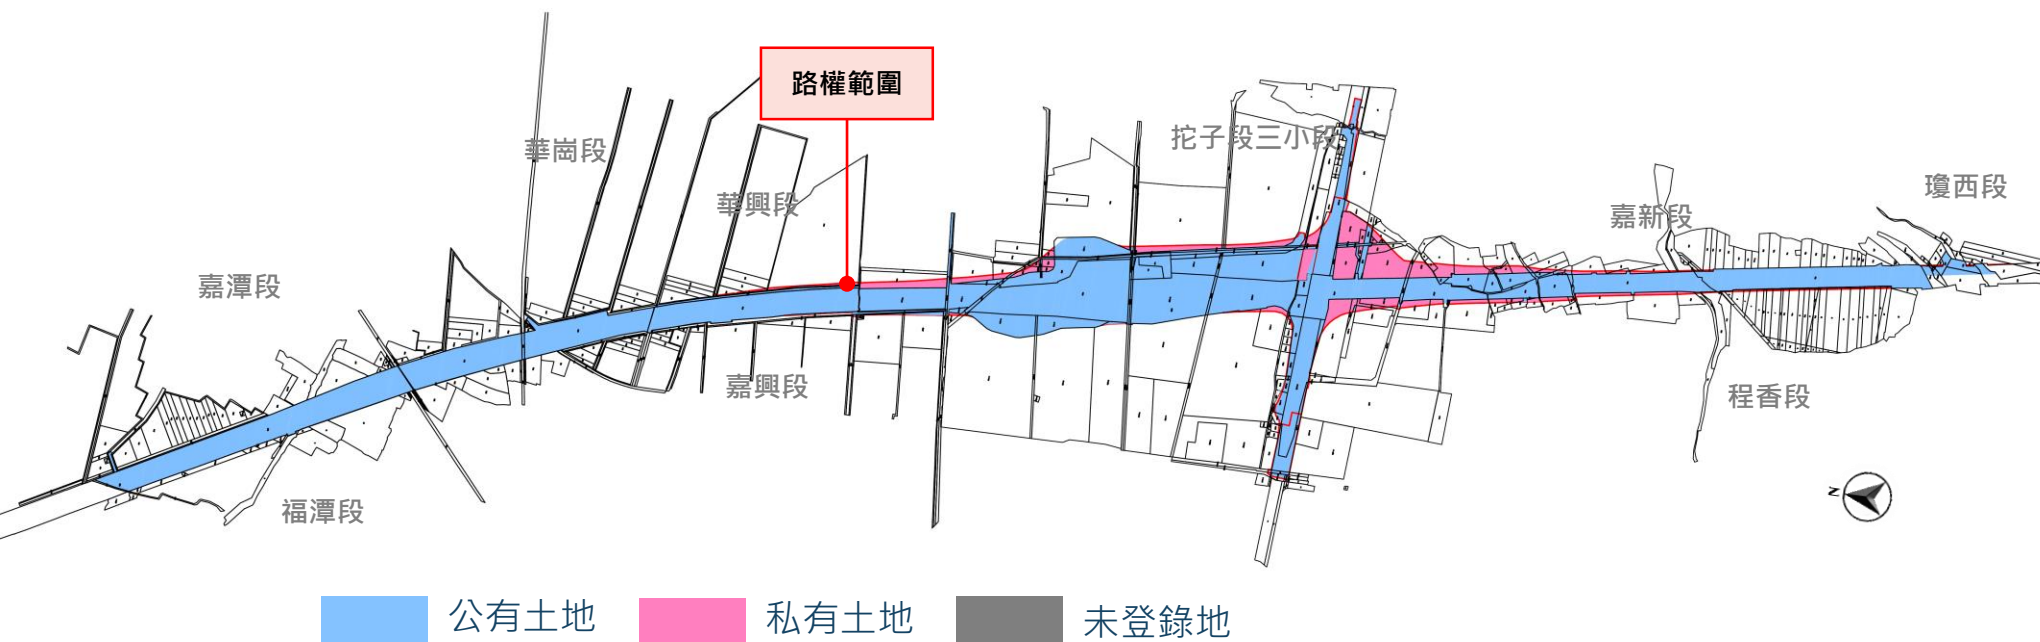 路權範圍
華崗段
拕子段三小段
瓊西段
華興段
嘉新段
嘉潭段
嘉興段
程香段
福潭段
N
公有土地
私有土地
未登錄地